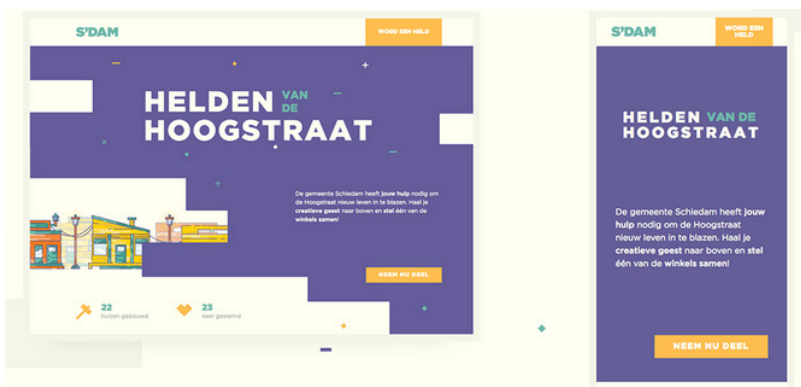 S'DAM
WORD EEN HELD
HELDEN VAN DE
HOOGSTRAAT
De gemeente Schiedam heeft jouw hulp nodig om
de Hoogstraat nieuw leven in te blazen. Haal je
creatieve geest naar boven en stel één van de
winkels samen!
NEEM NU DEEL
22
huizen gebouwd
23
keer gestemd
S'DAM
WORD EEN
HELD
HELDEN VAN DE
HOOGSTRAAT
De gemeente Schiedam heeft jouw
hulp nodig om de Hoogstraat
nieuw leven in te blazen. Haal je
creatieve geest naar boven en stel
één van de winkels samen!
NEEM NU DEEL